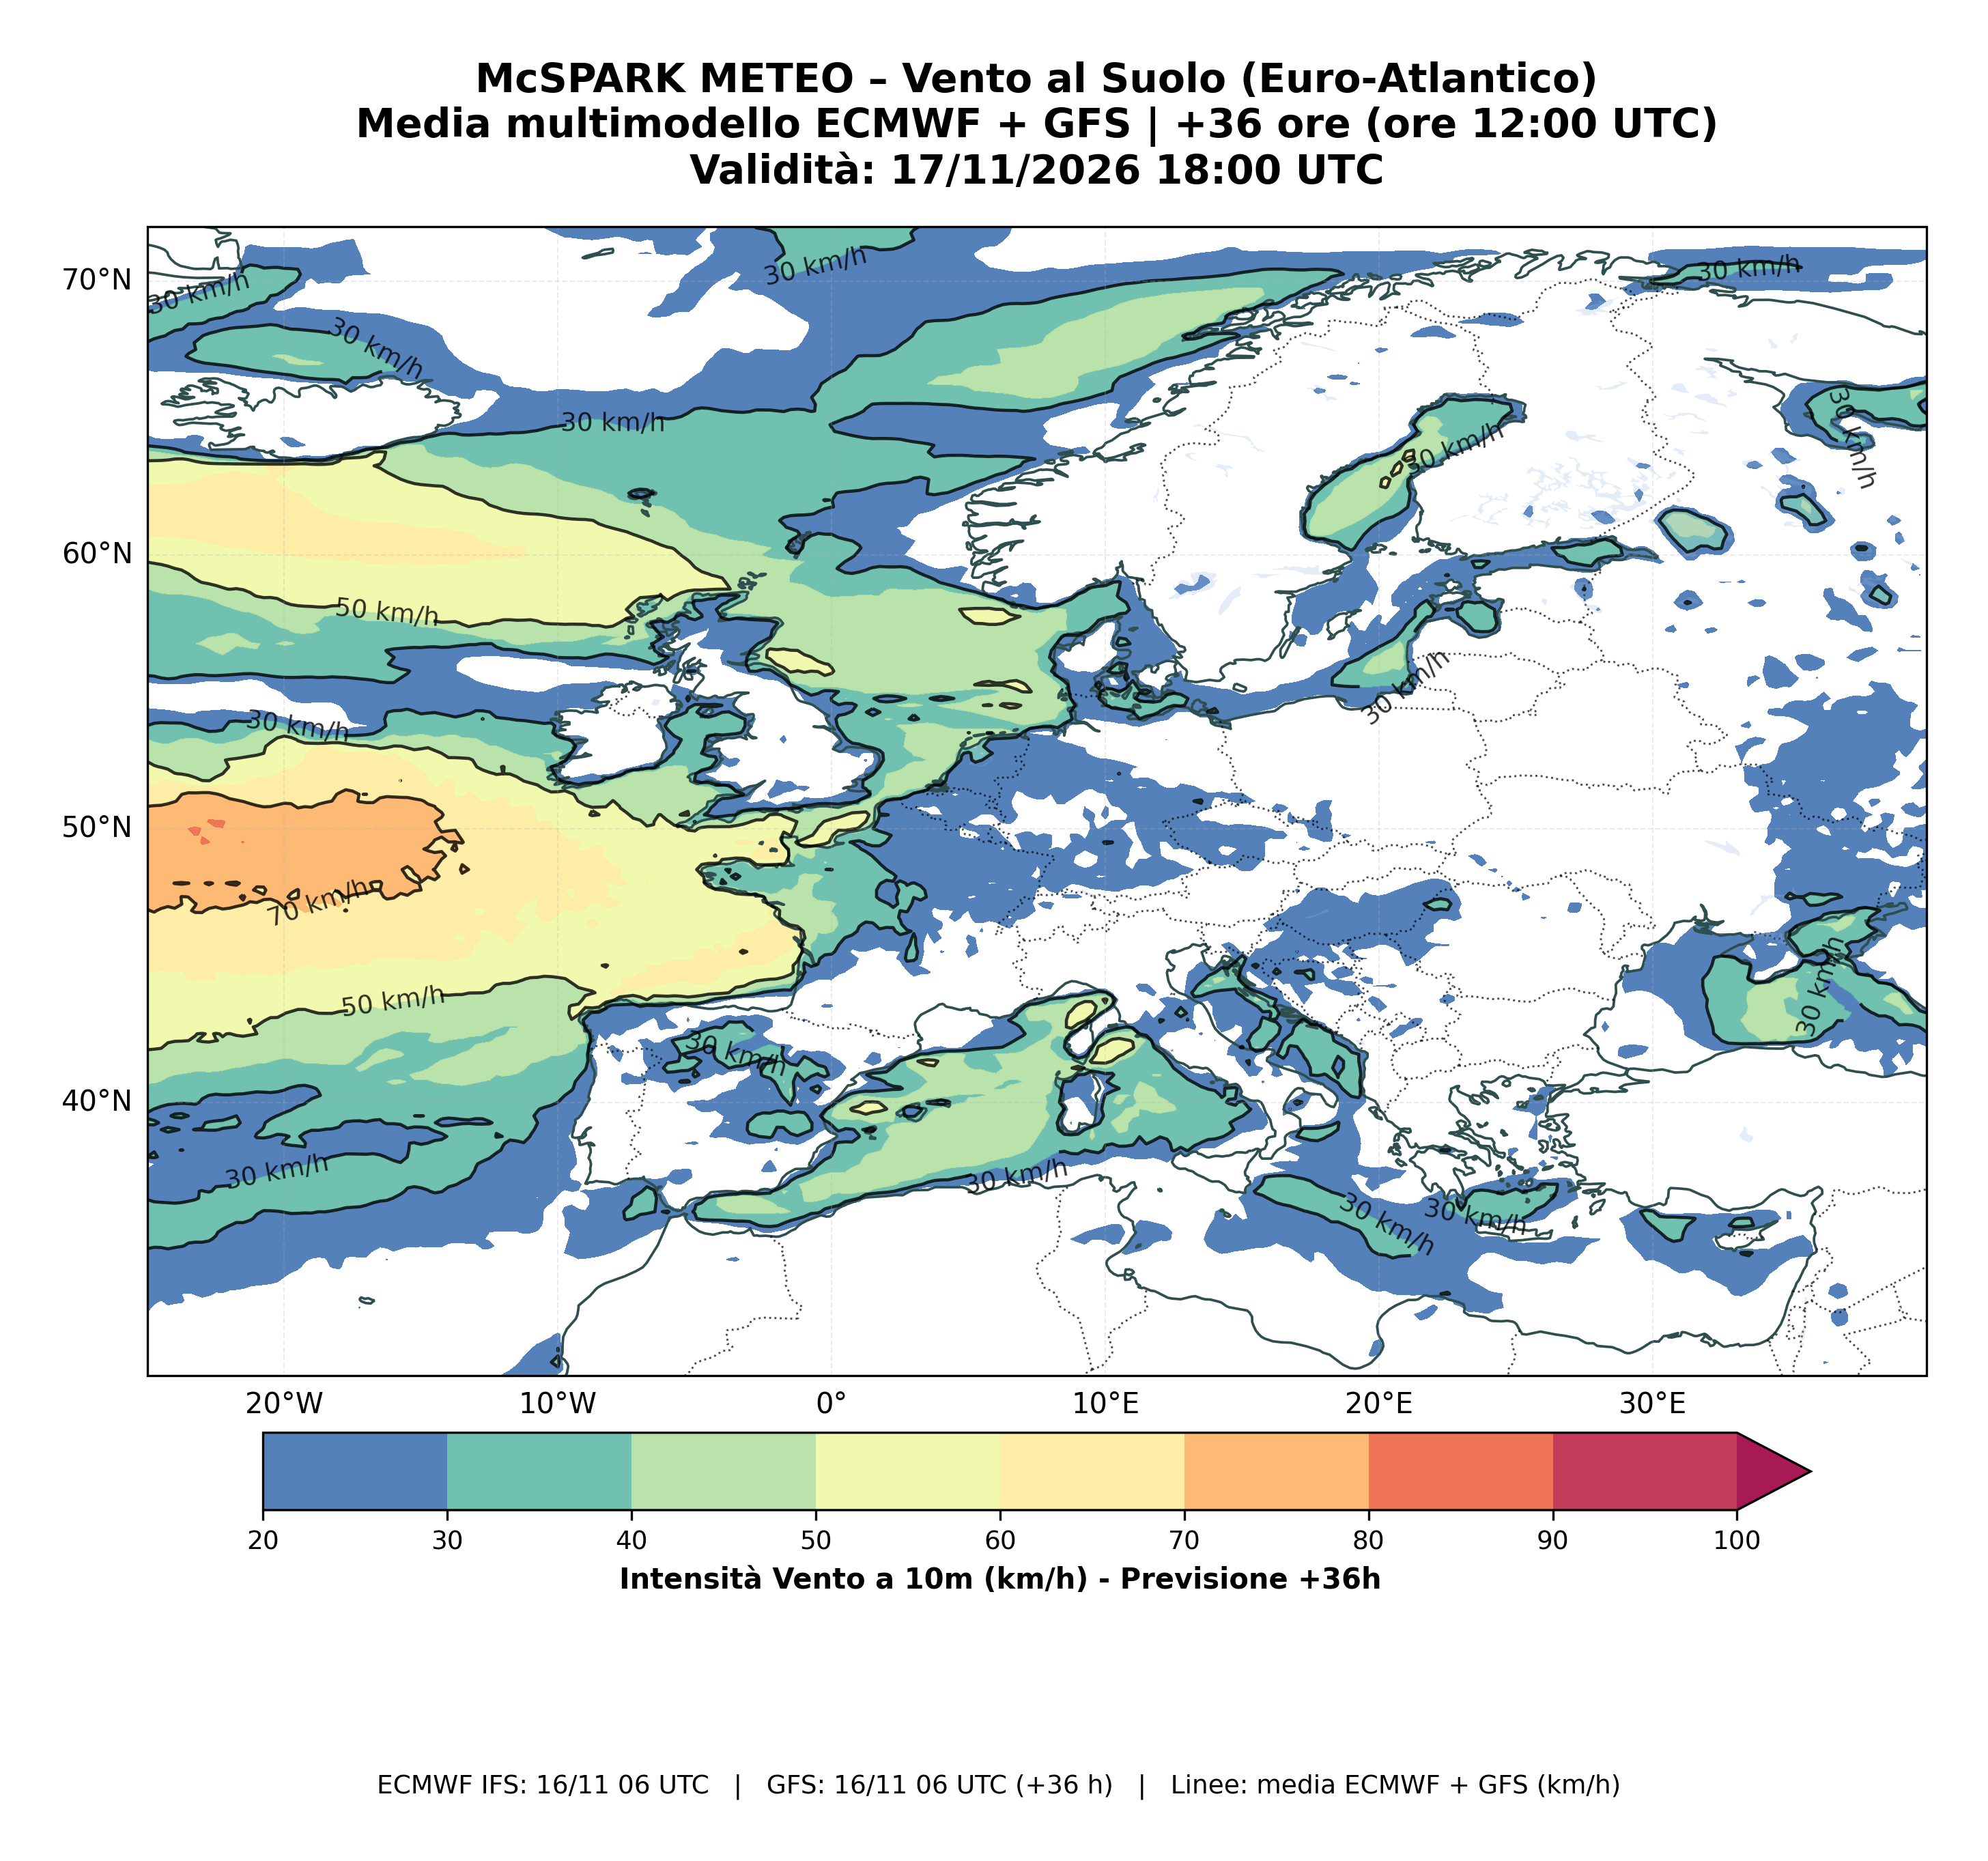 McSPARK METEO – Vento al Suolo (Euro-Atlantico)
Media multimodello ECMWF + GFS | +36 ore (ore 12:00 UTC)
Validità: 17/11/2026 18:00 UTC
30 km/h
30 km/h
70°N
30 km/h
30 km/h
30 km/h
30 km/h
30 km/h
60°N
50 km/h
30 km/h
30 km/h
50°N
70 km/h
50 km/h
30 km/h
30 km/h
40°N
30 km/h
30 km/h
30 km/h
30 km/h
20°W
10°W
0°
10°E
20°E
30°E
20 30 40 50 60 70 80 90 100
Intensità Vento a 10m (km/h) - Previsione +36h
ECMWF IFS: 16/11 06 UTC | GFS: 16/11 06 UTC (+36 h) | Linee: media ECMWF + GFS (km/h)